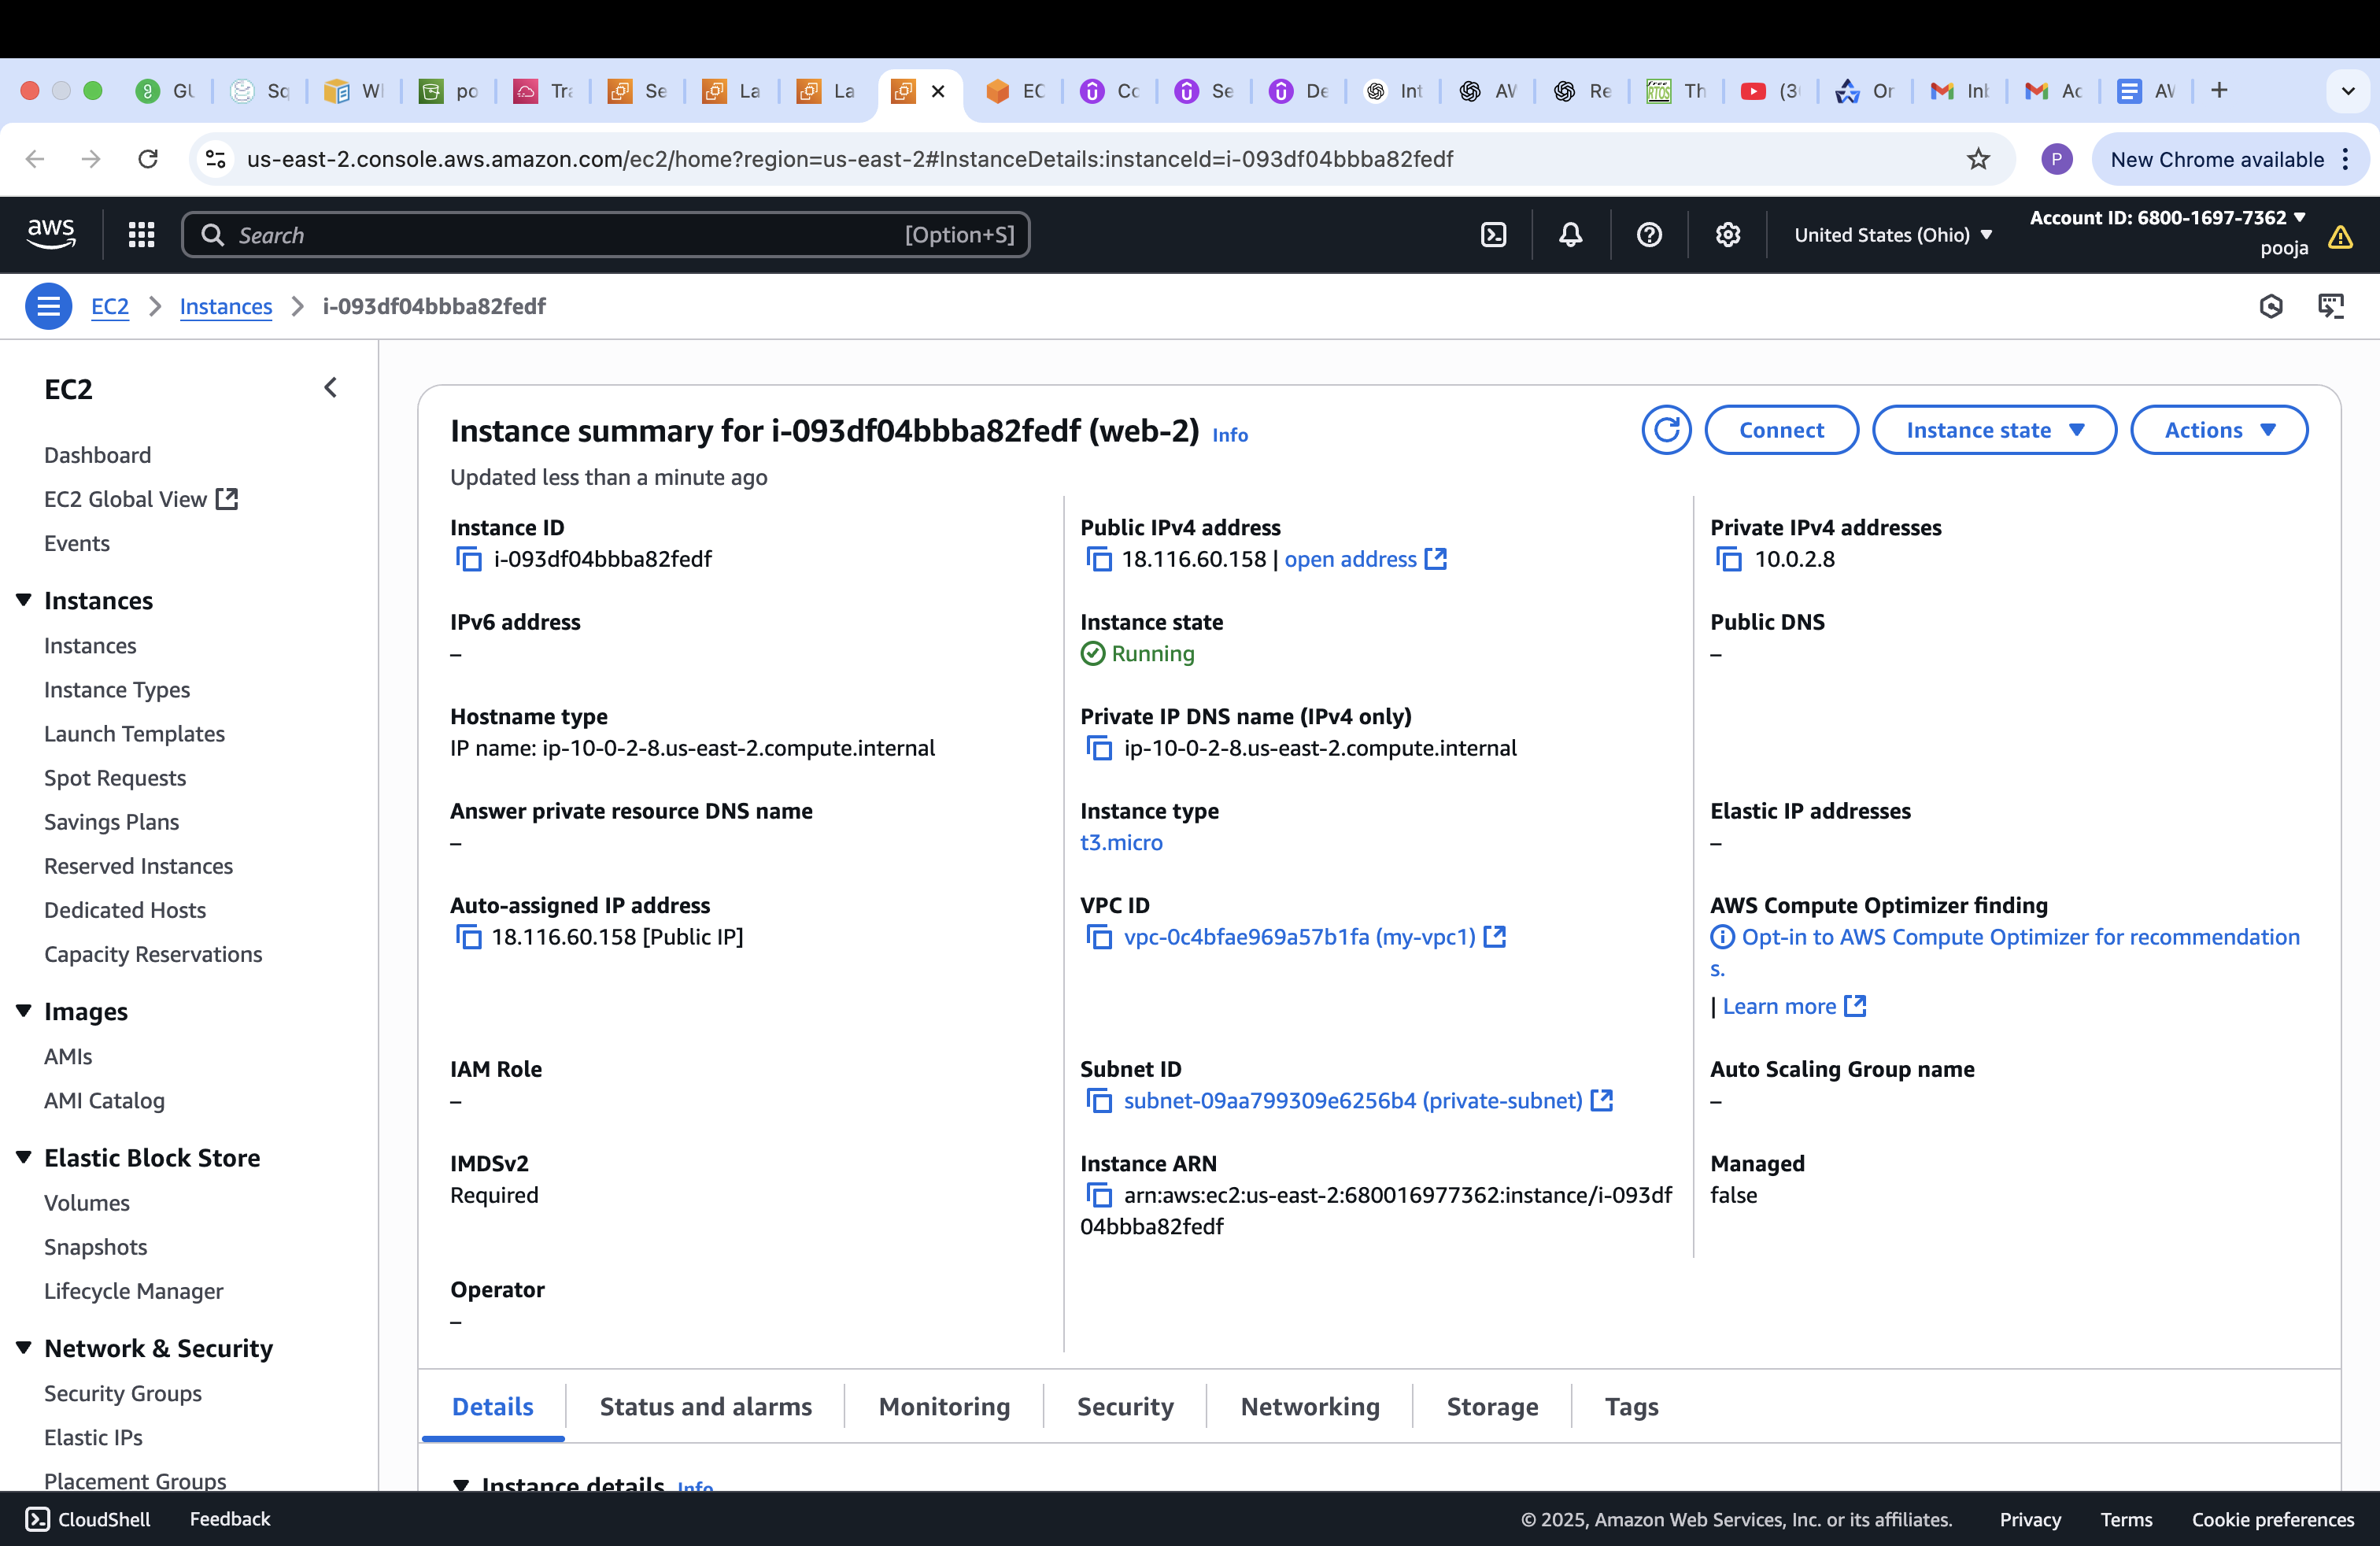 GU
Sq
WI
po
Tra
Se
La
La
EC
Co
Se
De
Int
AV
Re
Th
(3
Or
Inl
Ac
AV
us-east-2.console.aws.amazon.com/ec2/home?region=us-east-2#InstanceDetails:instanceId=i-093df04bbba82fedf
P
New Chrome available
aws
Search
[Option+S]
United States (Ohio)
Account ID: 6800-1697-7362
pooja
EC2
Instances
i-093df04bbba82fedf
EC2
Dashboard
EC2 Global View
Events
Instances
Instances
Instance Types
Launch Templates
Spot Requests
Savings Plans
Reserved Instances
Dedicated Hosts
Capacity Reservations
Images
AMIs
AMI Catalog
Elastic Block Store
Volumes
Snapshots
Lifecycle Manager
Network & Security
Security Groups
Elastic IPs
Placement Groups
Instance summary for i-093df04bbba82fedf (web-2) Info
Updated less than a minute ago
Connect
Instance state
Actions
Instance ID
i-093df04bbba82fedf
Public IPv4 address
18.116.60.158 | open address
Private IPv4 addresses
10.0.2.8
IPv6 address
–
Instance state
Running
Public DNS
–
Hostname type
IP name: ip-10-0-2-8.us-east-2.compute.internal
Private IP DNS name (IPv4 only)
ip-10-0-2-8.us-east-2.compute.internal
Answer private resource DNS name
–
Instance type
t3.micro
Elastic IP addresses
–
Auto-assigned IP address
18.116.60.158 [Public IP]
VPC ID
vpc-0c4bfae969a57b1fa (my-vpc1)
AWS Compute Optimizer finding
Opt-in to AWS Compute Optimizer for recommendation
s.
| Learn more
IAM Role
–
Subnet ID
subnet-09aa799309e6256b4 (private-subnet)
Auto Scaling Group name
–
IMDSv2
Required
Instance ARN
arn:aws:ec2:us-east-2:680016977362:instance/i-093df
04bbba82fedf
Managed
false
Operator
–
Details
Status and alarms
Monitoring
Security
Networking
Storage
Tags
Instance details Info
CloudShell
Feedback
© 2025, Amazon Web Services, Inc. or its affiliates.
Privacy
Terms
Cookie preferences